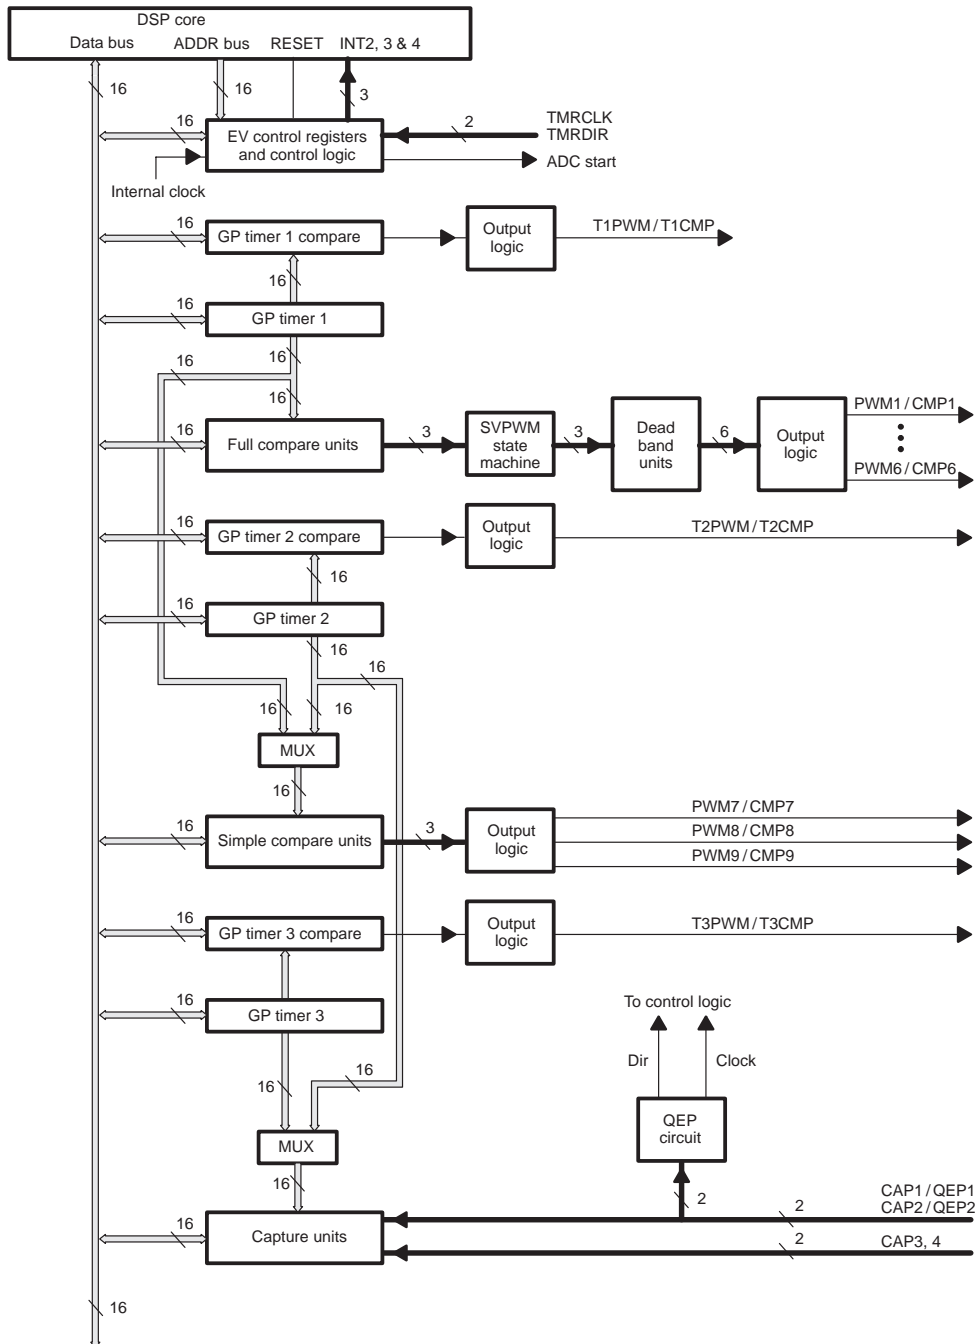 DSP core
Data bus
ADDR bus
RESET
INT2, 3 & 4
16
16
3
16
EV control registers
and control logic
2
TMRCLK
TMRDIR
ADC start
Internal clock
16
GP timer 1 compare
Output
logic
T1PWM / T1CMP
16
16
GP timer 1
16
16
16
16
Full compare units
3
SVPWM
state
machine
3
Dead
band
units
6
Output
logic
PWM1 / CMP1
PWM6 / CMP6
16
GP timer 2 compare
Output
logic
T2PWM / T2CMP
16
16
GP timer 2
16
16
16
16
MUX
16
16
Simple compare units
3
Output
logic
PWM7 / CMP7
PWM8 / CMP8
PWM9 / CMP9
16
GP timer 3 compare
Output
logic
T3PWM / T3CMP
16
GP timer 3
To control logic
Dir
Clock
16
16
QEP
circuit
MUX
16
2
2
CAP1 / QEP1
CAP2 / QEP2
16
Capture units
2
CAP3, 4
16